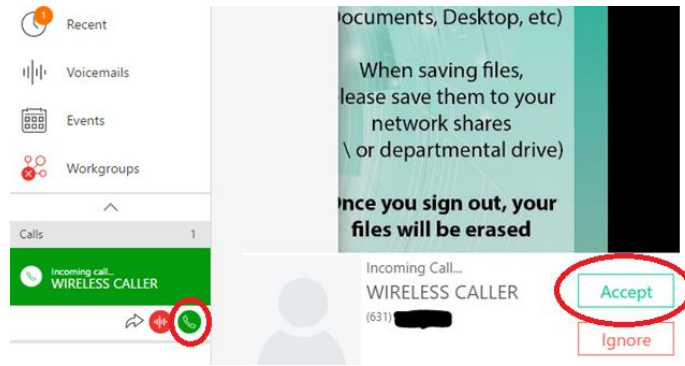 1
Recent
Voicemails
Events
Workgroups
Calls 1
Incoming call...
WIRELESS CALLER
Documents, Desktop, etc)
When saving files,
lease save them to your
network shares
\ or departmental drive)
Once you sign out, your
files will be erased
Incoming Call...
WIRELESS CALLER
(631)
Accept
Ignore